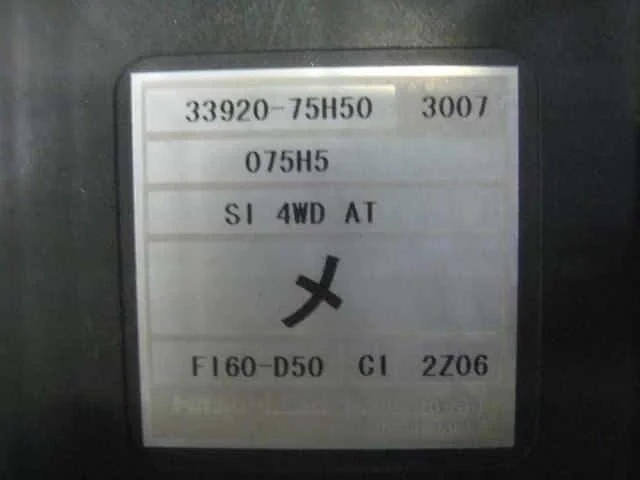 33920-75H50 3007
075H5
SI 4WD AT
メ
FI60-D50 CI 2Z06